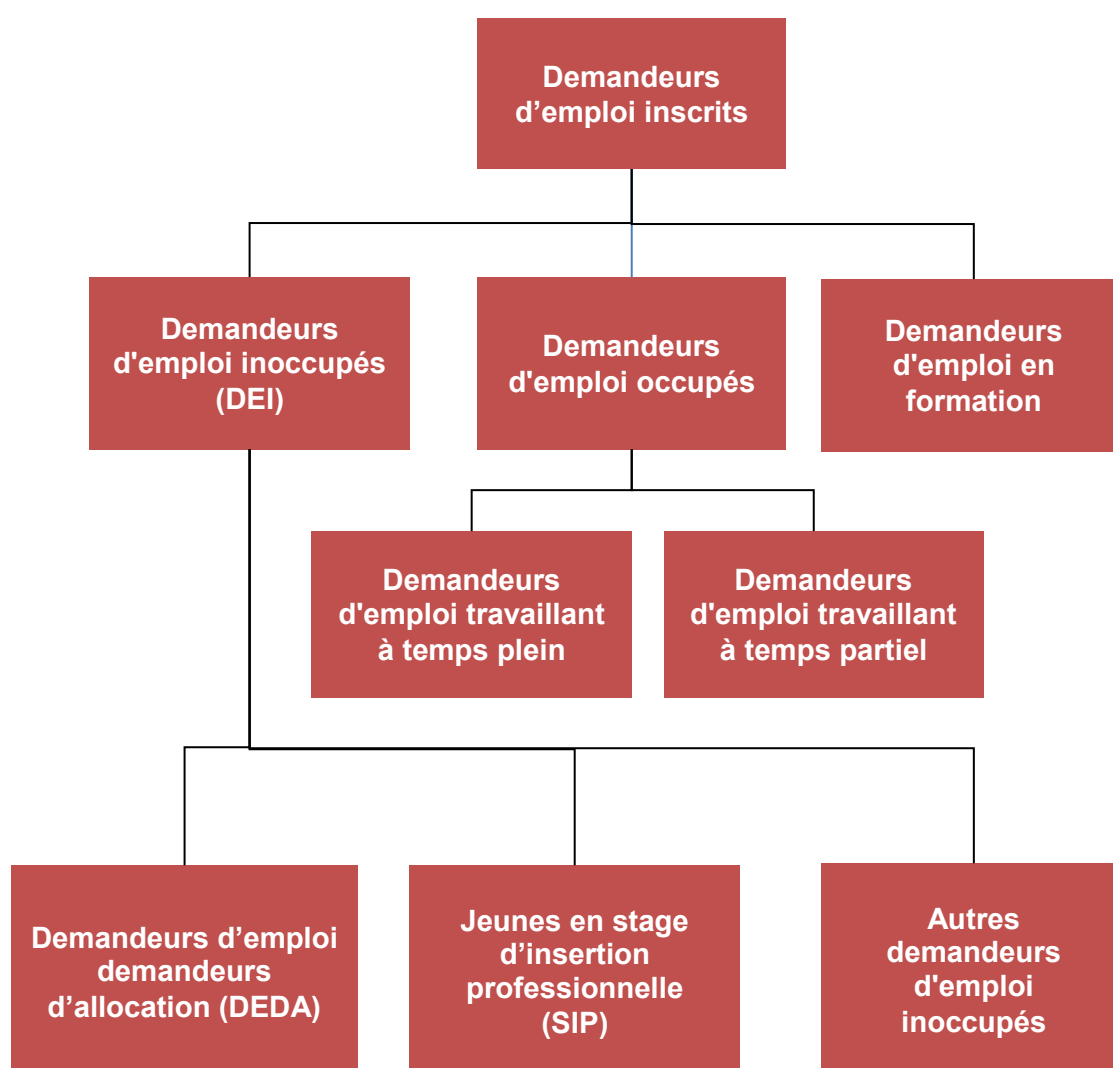 Demandeurs
d’emploi inscrits
Demandeurs
d'emploi inoccupés
(DEI)
Demandeurs
d'emploi occupés
Demandeurs
d'emploi en
formation
Demandeurs
d'emploi travaillant
à temps plein
Demandeurs
d'emploi travaillant
à temps partiel
Demandeurs d’emploi
demandeurs
d’allocation (DEDA)
Jeunes en stage
d’insertion
professionnelle
(SIP)
Autres
demandeurs
d'emploi
inoccupés